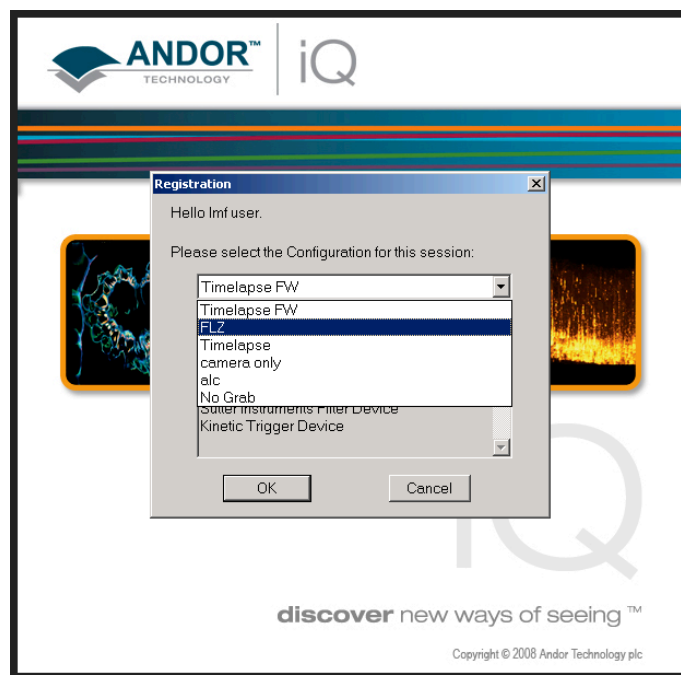 ANDOR™
TECHNOLOGY
iQ
Registration
Hello lmf user.
Please select the Configuration for this session:
Timelapse FW
Timelapse FW
FLZ
Timelapse
camera only
alc
No Grab
Sutter Instruments Filter Device
Kinetic Trigger Device
OK
Cancel
iQ
discover new ways of seeing ™
Copyright © 2008 Andor Technology plc